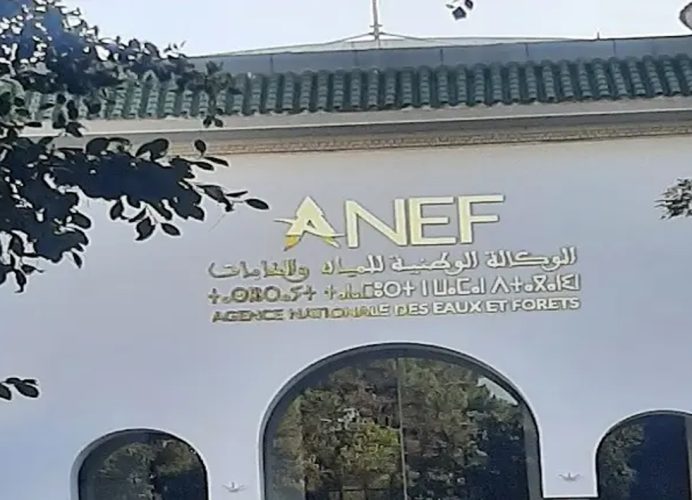 ANEF
الوكالة الوطنية للمياه والغابات
AGENCE NATIONALE DES EAUX ET FORETS